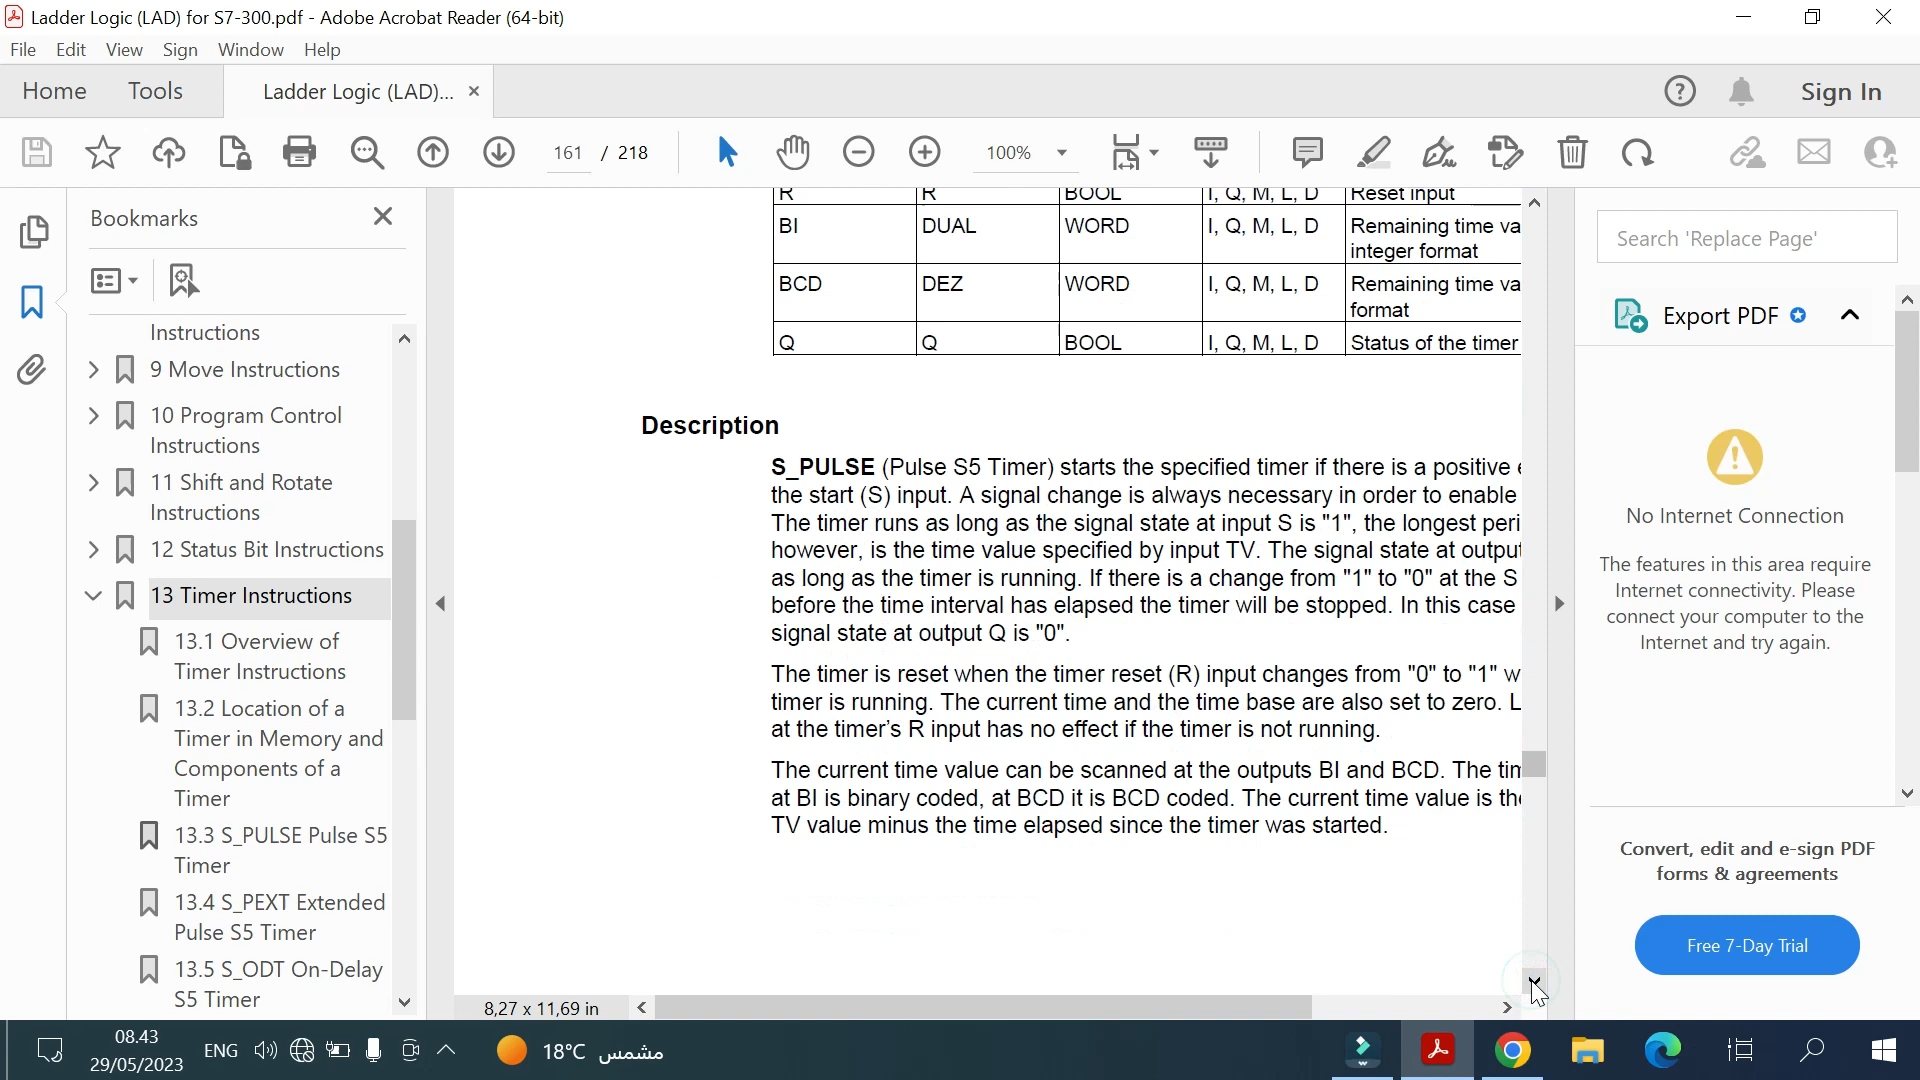 Ladder Logic (LAD) for S7-300.pdf - Adobe Acrobat Reader (64-bit)
File Edit View Sign Window Help
Home Tools Ladder Logic (LAD)... × Sign In
161 / 218 100%
Bookmarks
Instructions
9 Move Instructions
10 Program Control
Instructions
11 Shift and Rotate
Instructions
12 Status Bit Instructions
13 Timer Instructions
13.1 Overview of
Timer Instructions
13.2 Location of a
Timer in Memory and
Components of a
Timer
13.3 S_PULSE Pulse S5
Timer
13.4 S_PEXT Extended
Pulse S5 Timer
13.5 S_ODT On-Delay
S5 Timer
R R BOOL I, Q, M, L, D Reset input
BI DUAL WORD I, Q, M, L, D Remaining time va
integer format
BCD DEZ WORD I, Q, M, L, D Remaining time va
format
Q Q BOOL I, Q, M, L, D Status of the timer
Description
S_PULSE (Pulse S5 Timer) starts the specified timer if there is a positive
the start (S) input. A signal change is always necessary in order to enable
The timer runs as long as the signal state at input S is "1", the longest peri
however, is the time value specified by input TV. The signal state at output
as long as the timer is running. If there is a change from "1" to "0" at the S
before the time interval has elapsed the timer will be stopped. In this case
signal state at output Q is "0".
The timer is reset when the timer reset (R) input changes from "0" to "1" w
timer is running. The current time and the time base are also set to zero. L
at the timer's R input has no effect if the timer is not running.
The current time value can be scanned at the outputs BI and BCD. The tim
at BI is binary coded, at BCD it is BCD coded. The current time value is the
TV value minus the time elapsed since the timer was started.
8,27 x 11,69 in
Search 'Replace Page'
Export PDF
No Internet Connection
The features in this area require
Internet connectivity. Please
connect your computer to the
Internet and try again.
Convert, edit and e-sign PDF
forms & agreements
Free 7-Day Trial
08.43
29/05/2023
ENG
18°C مشمس